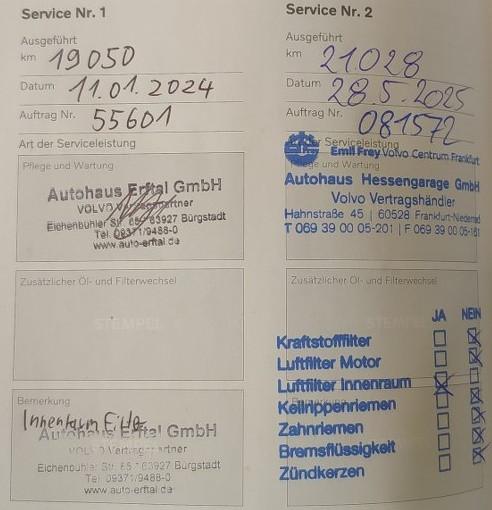 Service Nr. 1
Ausgeführt
km 19050
Datum 11.01.2024
Auftrag Nr. 55601
Art der Serviceleistung
Pflege und Wartung
Autohaus Erftal GmbH
VOLVO Vertragspartner
Eichenbühler Str. 65 * 63927 Bürgstadt
Tel. 09371/9488-0
www.auto-erftal.de
Zusätzlicher Öl- und Filterwechsel
STEMPEL
Bemerkung
Innenraum
Autohaus Erftal GmbH
VOLVO Vertragspartner
Eichenbühler Str. 65 * 63927 Bürgstadt
Tel. 09371/9488-0
www.auto-erftal.de
Service Nr. 2
Ausgeführt
km 21028
Datum 28.5.2025
Auftrag Nr. 081572
der Serviceleistung
Emil Frey Volvo Centrum Frankfurt
Pflege und Wartung
Autohaus Hessengarage GmbH
Volvo Vertragshändler
Hahnstraße 45 | 60528 Frankfurt-Niederrad
T 069 39 00 05-201 | F 069 39 00 05-161
Zusätzlicher Öl- und Filterwechsel
JA NEIN
Kraftstofffilter
Luftfilter Motor
Luftfilter Innenraum
Keilrippenriemen
Zahnriemen
Bremsflüssigkeit
Zündkerzen